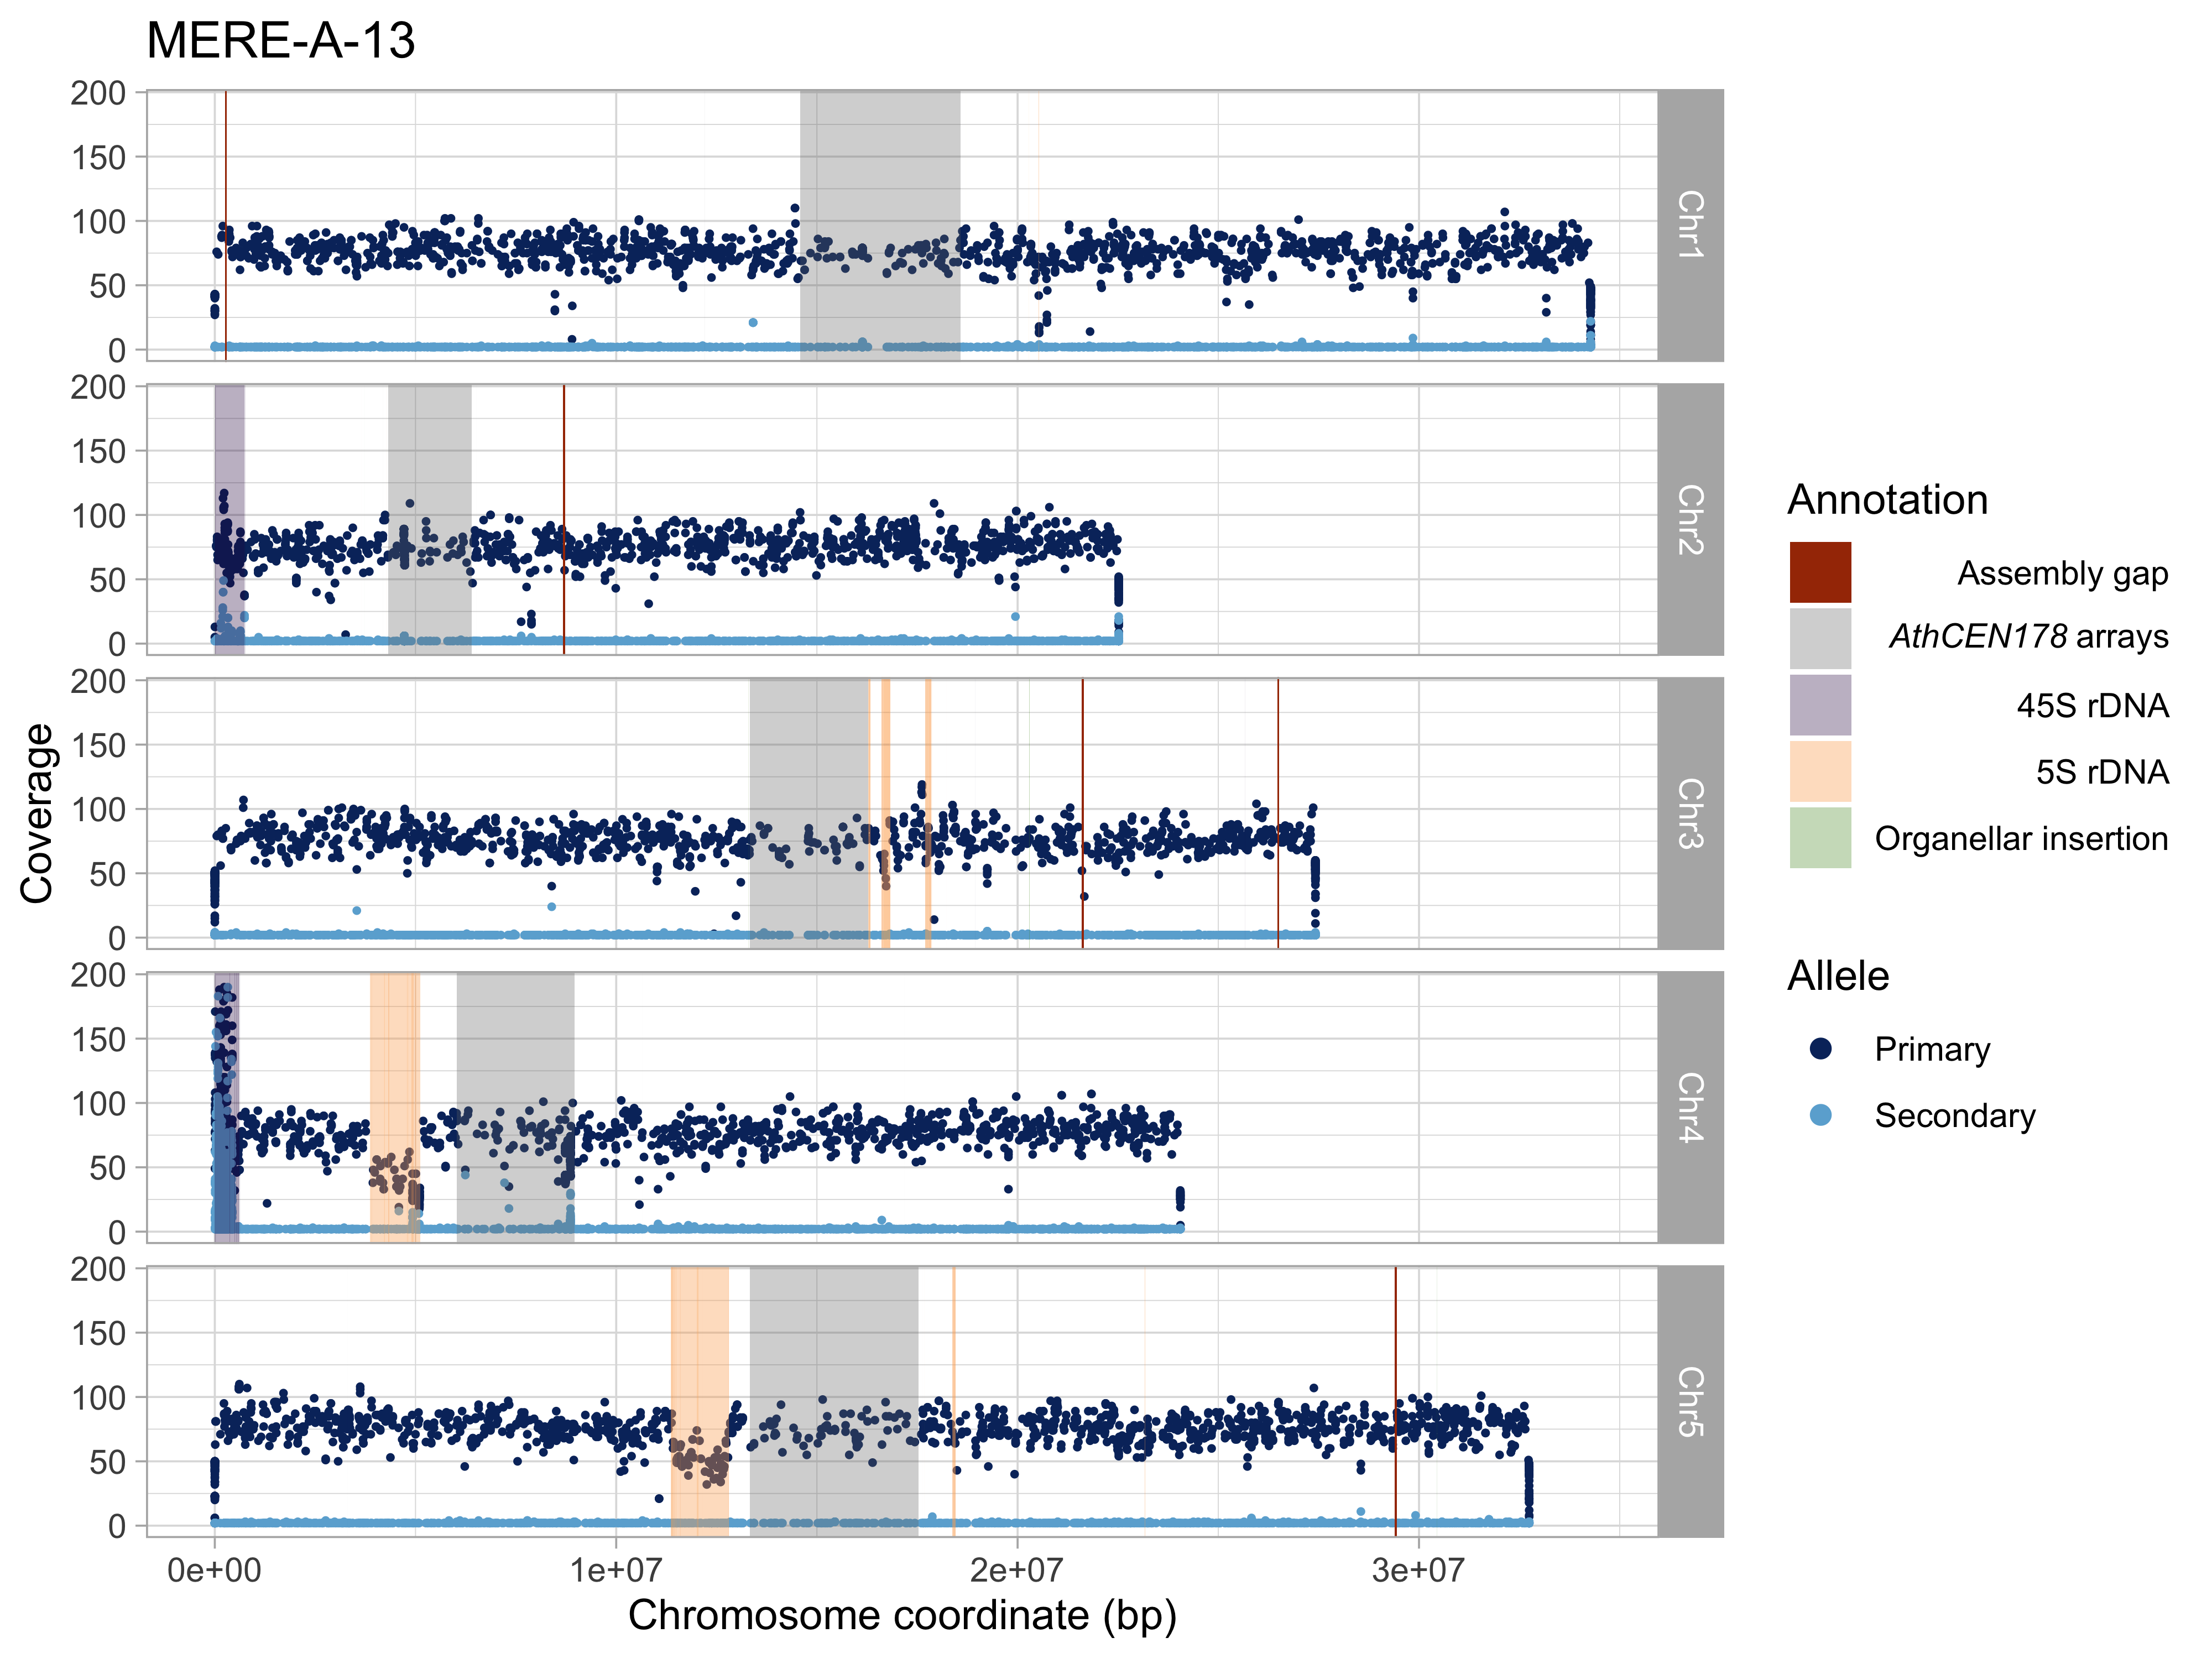 MERE-A-13
200
150
100
50
0
Chr1
200
150
100
50
0
Chr2
200
150
100
50
0
Chr3
200
150
100
50
0
Chr4
200
150
100
50
0
Chr5
0e+00 1e+07 2e+07 3e+07
Chromosome coordinate (bp)
Coverage
Annotation
Assembly gap
AthCEN178 arrays
45S rDNA
5S rDNA
Organellar insertion
Allele
Primary
Secondary